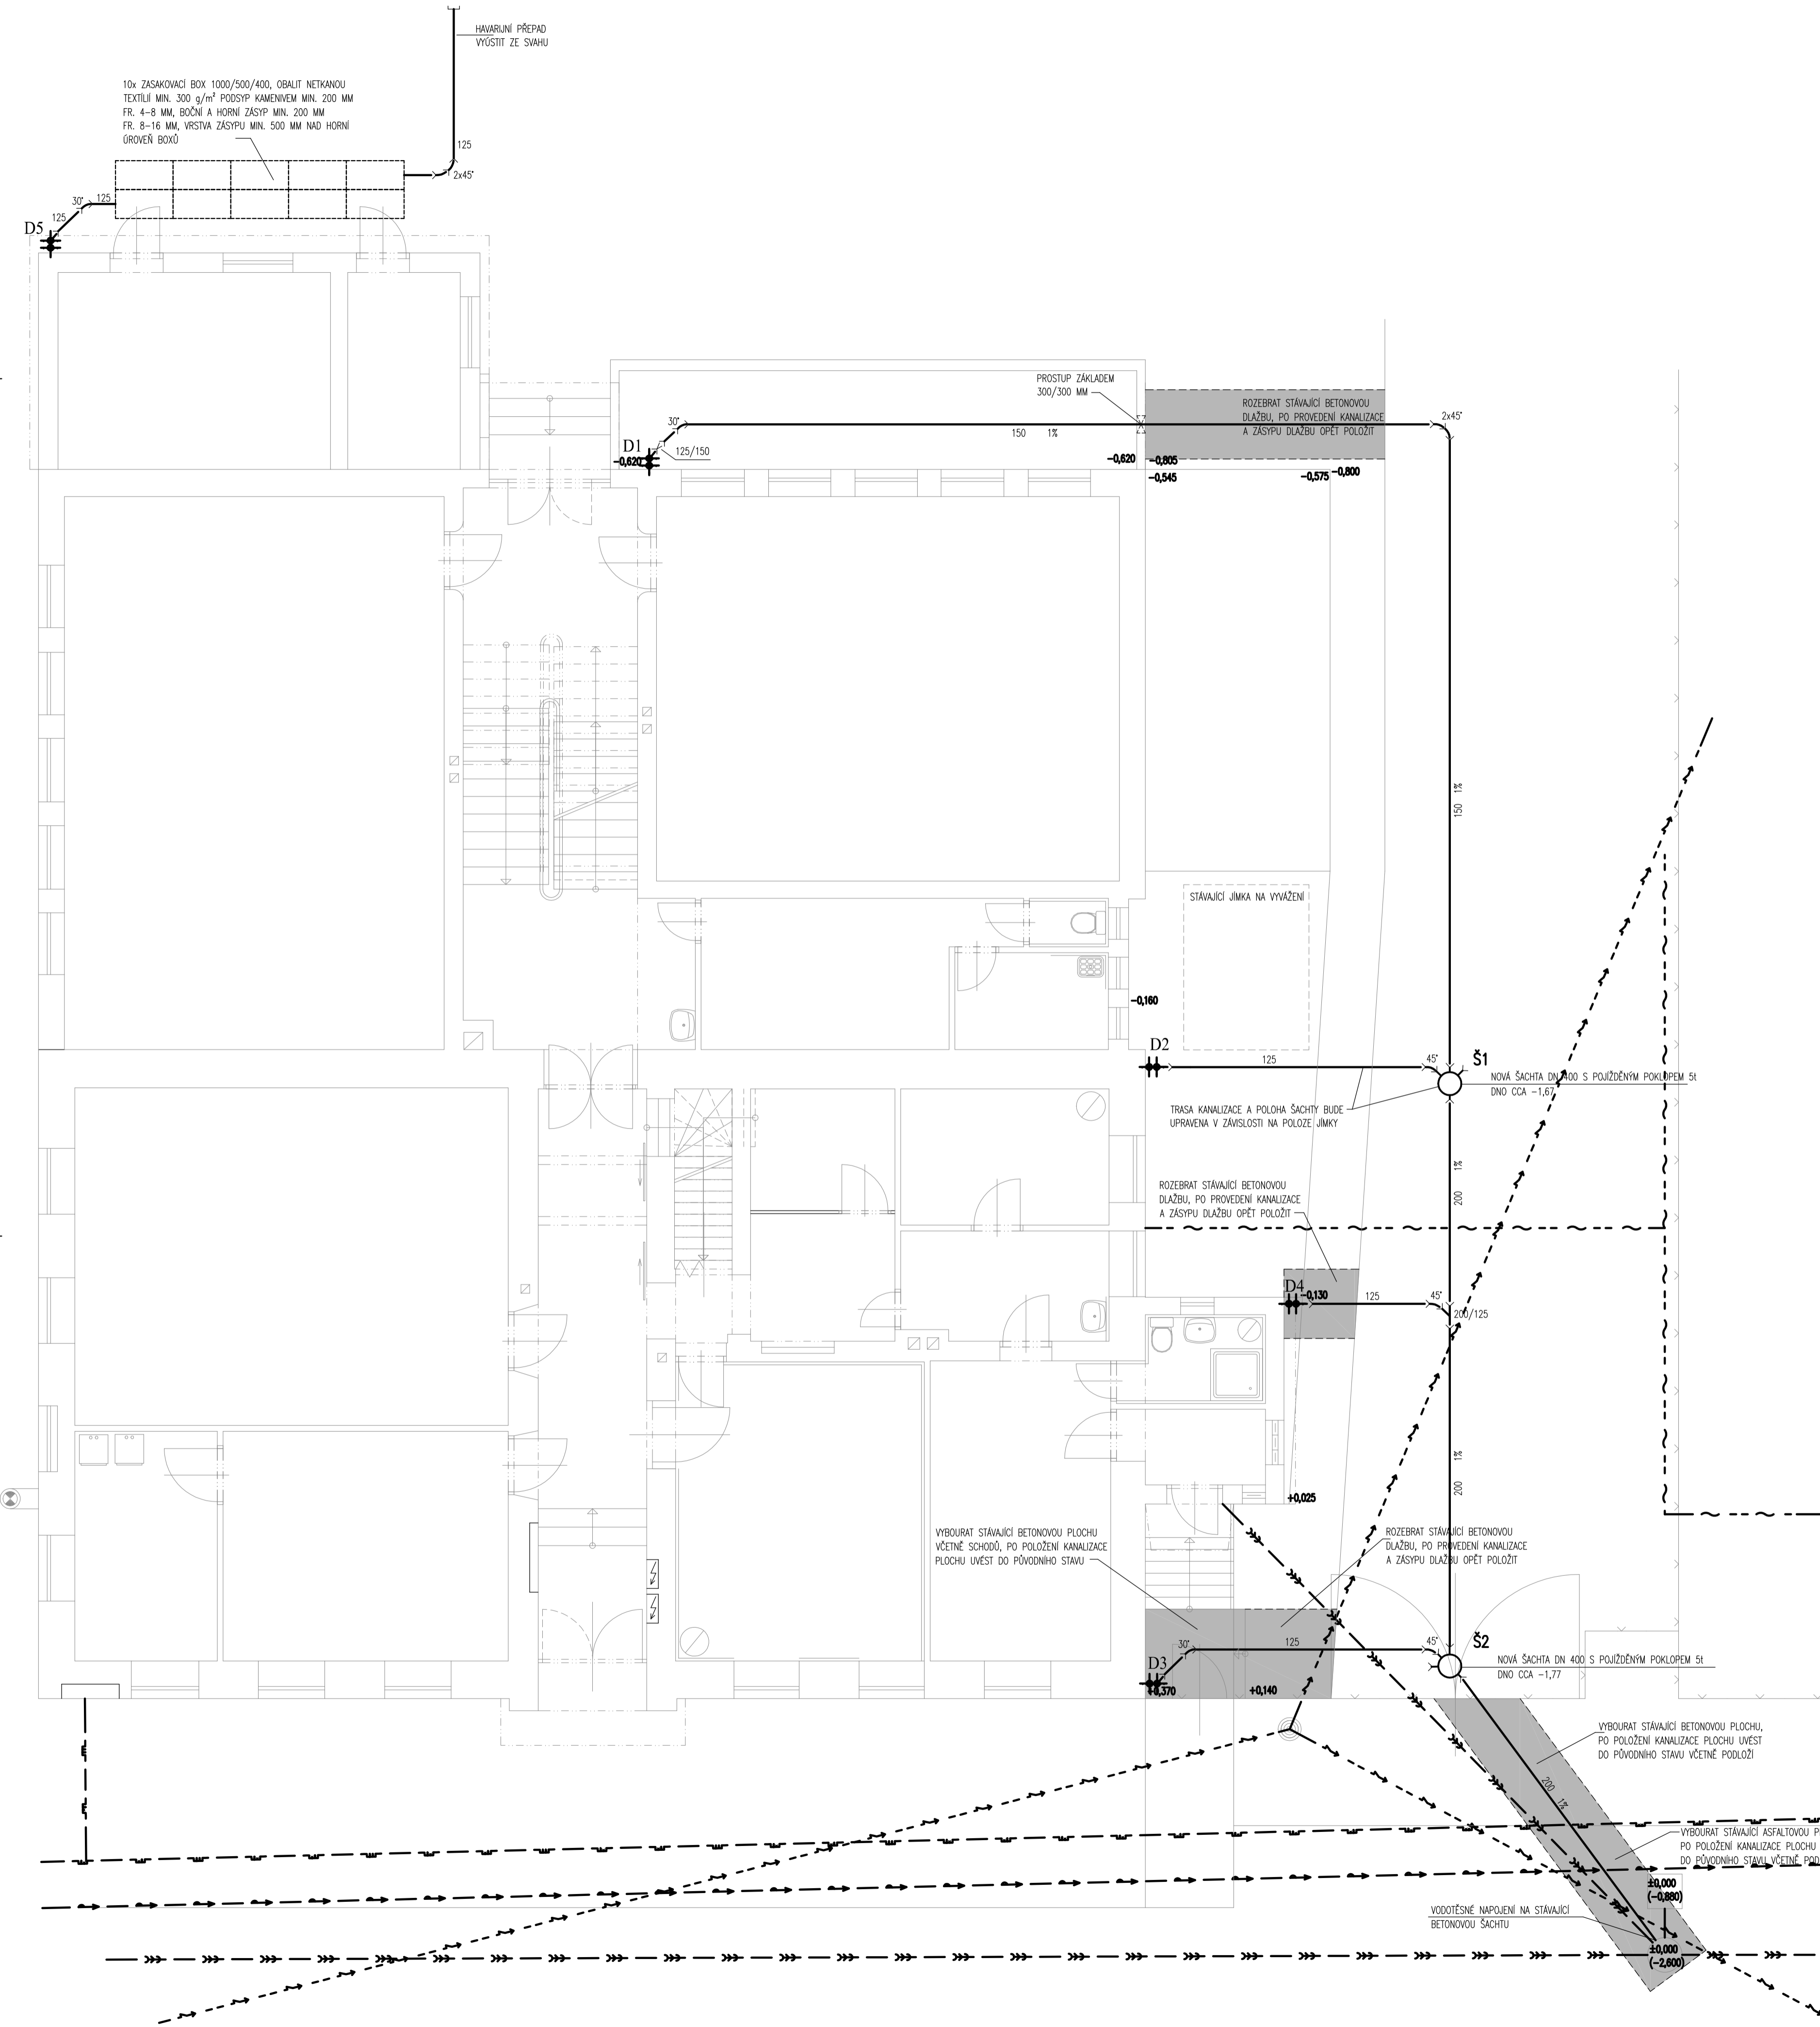 HAVARIJNÍ PŘEPAD
VYÚSTIT ZE SVAHU
10x ZASAKOVACÍ BOX 1000/500/400, OBALIT NETKANOU
TEXTÍLIÍ MIN. 300 g/m² PODSYP KAMENIVEM MIN. 200 MM
FR. 4-8 MM, BOČNÍ A HORNÍ ZÁSYP MIN. 200 MM
FR. 8-16 MM, VRSTVA ZÁSYPU MIN. 500 MM NAD HORNÍ
ÚROVEŇ BOXŮ
125
2x45°
30°
125
125
D5
PROSTUP ZÁKLADEM
300/300 MM
ROZEBRAT STÁVAJÍCÍ BETONOVOU
DLAŽBU, PO PROVEDENÍ KANALIZACE
A ZÁSYPU DLAŽBU OPĚT POLOŽIT
2x45°
30°
150 1%
D1
125/150
-0,620
-0,620
-0,805
-0,545
-0,575
-0,800
150 1%
STÁVAJÍCÍ JÍMKA NA VYVÁŽENÍ
-0,160
D2
125
45°
Š1
NOVÁ ŠACHTA DN 400 S POJÍŽDĚNÝM POKLOPEM 5t
DNO CCA -1,67
TRASA KANALIZACE A POLOHA ŠACHTY BUDE
UPRAVENA V ZÁVISLOSTI NA POLOZE JÍMKY
200 1%
ROZEBRAT STÁVAJÍCÍ BETONOVOU
DLAŽBU, PO PROVEDENÍ KANALIZACE
A ZÁSYPU DLAŽBU OPĚT POLOŽIT
D4
-0,130
125
45°
200/125
200 1%
+0,025
VYBOURAT STÁVAJÍCÍ BETONOVOU PLOCHU
VČETNĚ SCHODŮ, PO POLOŽENÍ KANALIZACE
PLOCHU UVÉST DO PŮVODNÍHO STAVU
ROZEBRAT STÁVAJÍCÍ BETONOVOU
DLAŽBU, PO PROVEDENÍ KANALIZACE
A ZÁSYPU DLAŽBU OPĚT POLOŽIT
30°
125
45°
Š2
D3
NOVÁ ŠACHTA DN 400 S POJÍŽDĚNÝM POKLOPEM 5t
DNO CCA -1,77
+0,370
+0,140
VYBOURAT STÁVAJÍCÍ BETONOVOU PLOCHU,
PO POLOŽENÍ KANALIZACE PLOCHU UVÉST
DO PŮVODNÍHO STAVU VČETNĚ PODLOŽÍ
200 1%
VYBOURAT STÁVAJÍCÍ ASFALTOVOU P
PO POLOŽENÍ KANALIZACE PLOCHU
DO PŮVODNÍHO STAVU VČETNĚ POD
±0,000
(-0,880)
VODOTĚSNÉ NAPOJENÍ NA STÁVAJÍCÍ
BETONOVOU ŠACHTU
±0,000
(-2,600)